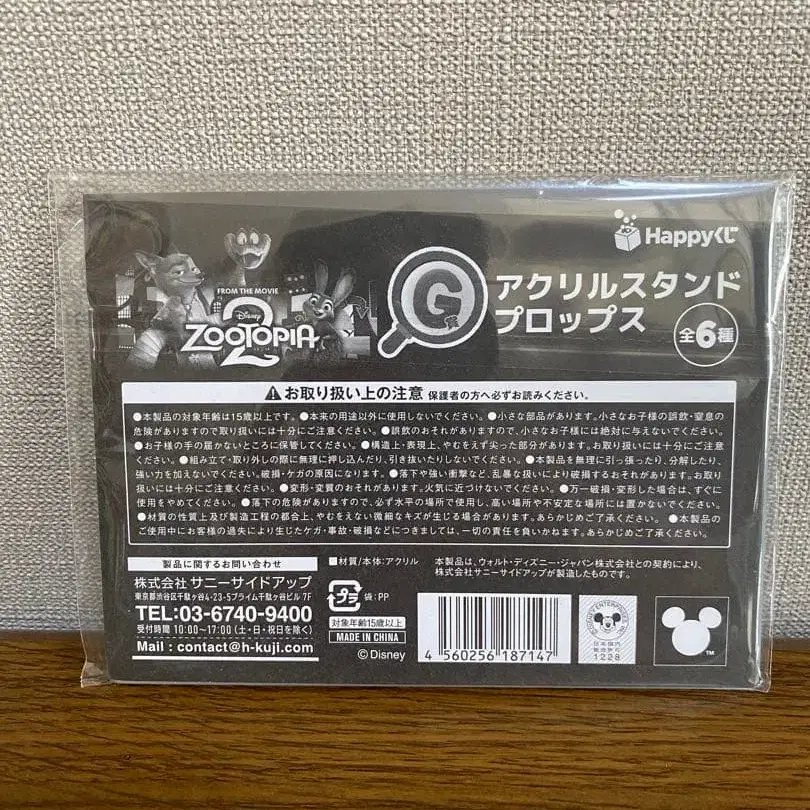 Happyくじ
FROM THE MOVIE
Disney
ZOOTOPIA
2
G賞
アクリルスタンド
プロップス
全6種
お取り扱い上の注意 保護者の方へ必ずお読みください。
●本製品の対象年齢は15歳以上です。●本来の用途以外に使用しないでください。●小さな部品があります。小さなお子様の誤飲・窒息の
危険がありますので取り扱いには十分にご注意ください。●誤飲のおそれがありますので、小さなお子様には絶対に与えないでください。
●お子様の手の届かないところに保管してください。●構造上・表現上、やむをえず尖った部分があります。お取り扱いには十分にご注意
ください。●組み立て・取り外しの際に無理に押し込んだり、引き抜いたりしないでください。●本製品を無理に引っ張ったり、分解したり、
強い力を加えないでください。破損・ケガの原因になります。●落下や強い衝撃など、乱暴な扱いにより破損するおそれがあります。お取
り扱いには十分にご注意ください。●変形・変質のおそれがあります。火気に近づけないでください。●万一破損・変形した場合は、すぐに
使用をやめてください。●落下の危険がありますので、必ず水平の場所で使用し、高い場所や不安定な場所には置かないでください。
●材質の性質上及び製造工程の都合上、やむをえない微細なキズが生じる場合があります。あらかじめご了承ください。●本製品の
ご使用中にお客様の過失により生じたケガ・事故・破損などにつきましては、一切の責任を負いかねます。あらかじめご了承ください。
製品に関するお問い合わせ
株式会社 サニーサイドアップ
東京都渋谷区千駄ヶ谷4-23-5プライム千駄ヶ谷ビル 7F
TEL:03-6740-9400
受付時間 10:00〜17:00(土・日・祝日を除く)
Mail : contact@h-kuji.com
■材質/本体:アクリル
プラ
袋:PP
対象年齢15歳以上
MADE IN CHINA
©Disney
本製品は、ウォルト・ディズニー・ジャパン株式会社との契約により、
株式会社サニーサイドアップが製造したものです。
4 560256 187147
1228
TM